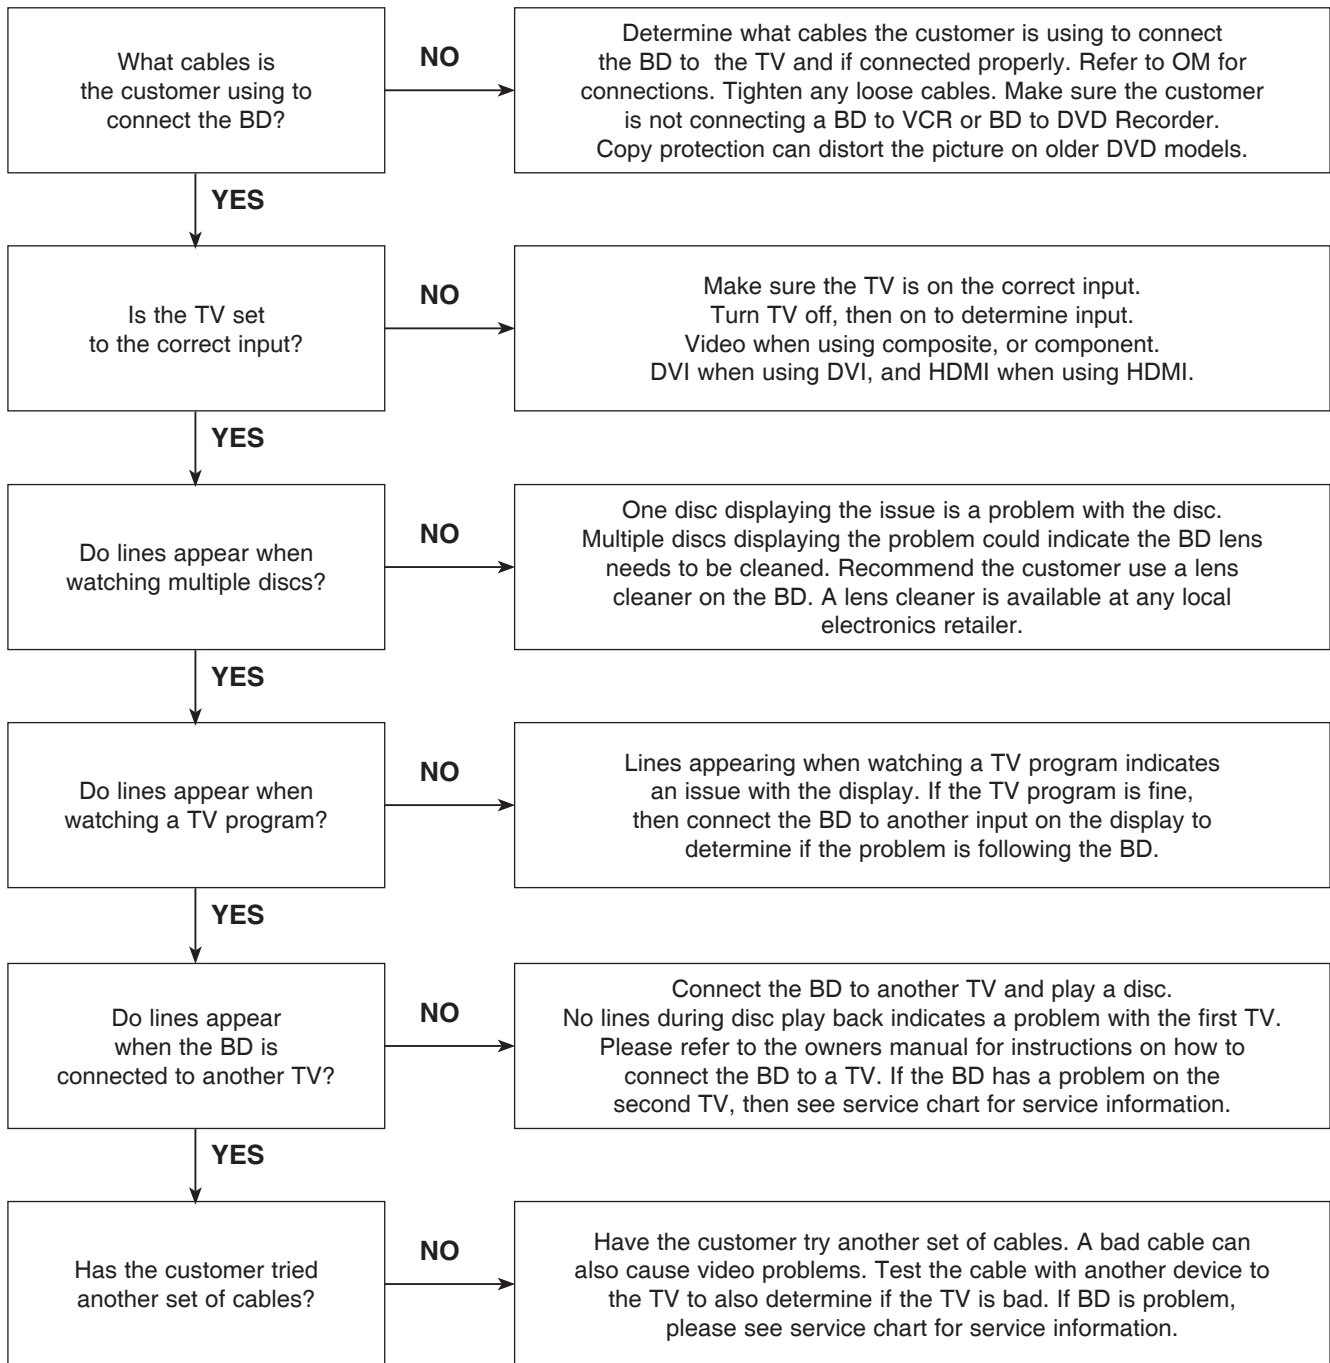 What cables is
the customer using to
connect the BD?
NO
Determine what cables the customer is using to connect
the BD to the TV and if connected properly. Refer to OM for
connections. Tighten any loose cables. Make sure the customer
is not connecting a BD to VCR or BD to DVD Recorder.
Copy protection can distort the picture on older DVD models.
YES
Is the TV set
to the correct input?
NO
Make sure the TV is on the correct input.
Turn TV off, then on to determine input.
Video when using composite, or component.
DVI when using DVI, and HDMI when using HDMI.
YES
Do lines appear when
watching multiple discs?
NO
One disc displaying the issue is a problem with the disc.
Multiple discs displaying the problem could indicate the BD lens
needs to be cleaned. Recommend the customer use a lens
cleaner on the BD. A lens cleaner is available at any local
electronics retailer.
YES
Do lines appear when
watching a TV program?
NO
Lines appearing when watching a TV program indicates
an issue with the display. If the TV program is fine,
then connect the BD to another input on the display to
determine if the problem is following the BD.
YES
Do lines appear
when the BD is
connected to another TV?
NO
Connect the BD to another TV and play a disc.
No lines during disc play back indicates a problem with the first TV.
Please refer to the owners manual for instructions on how to
connect the BD to a TV. If the BD has a problem on the
second TV, then see service chart for service information.
YES
Has the customer tried
another set of cables?
NO
Have the customer try another set of cables. A bad cable can
also cause video problems. Test the cable with another device to
the TV to also determine if the TV is bad. If BD is problem,
please see service chart for service information.